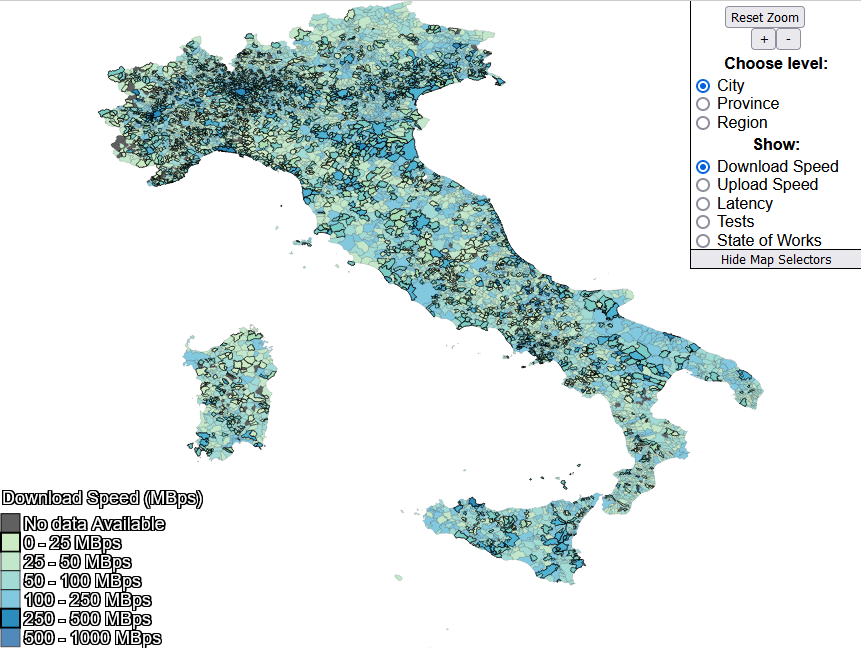 Reset Zoom
+ -
Choose level:
City
Province
Region
Show:
Download Speed
Upload Speed
Latency
Tests
State of Works
Hide Map Selectors
Download Speed (MBps)
No data Available
0 - 25 MBps
25 - 50 MBps
50 - 100 MBps
100 - 250 MBps
250 - 500 MBps
500 - 1000 MBps